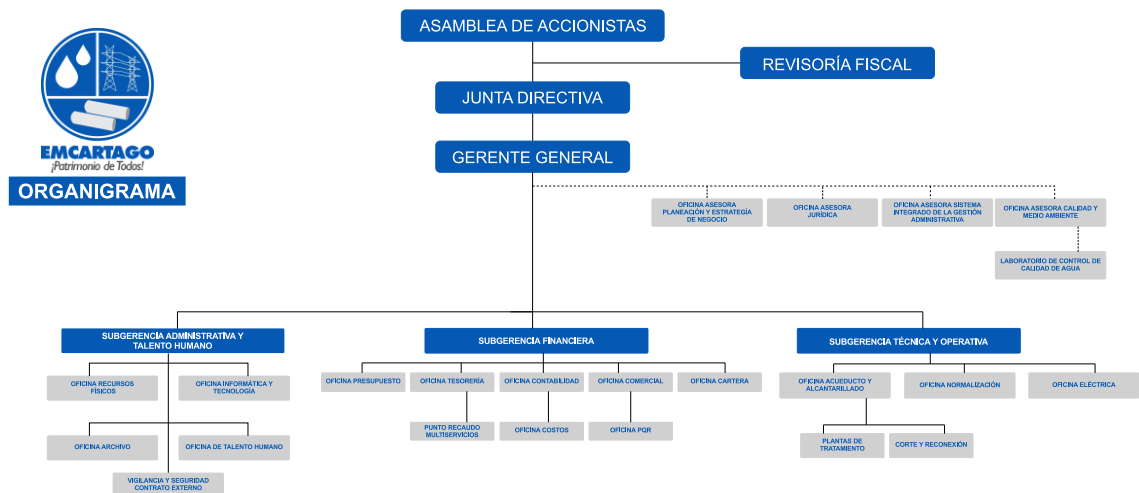 ASAMBLEA DE ACCIONISTAS
REVISORÍA FISCAL
JUNTA DIRECTIVA
GERENTE GENERAL
EMCARTAGO
¡Patrimonio de Todos!
ORGANIGRAMA
OFICINA ASESORA
PLANEACIÓN Y ESTRATEGÍA
DE NEGOCIO
OFICINA ASESORA
JURÍDICA
OFICINA ASESORA SISTEMA
INTEGRADO DE LA GESTIÓN
ADMINISTRATIVA
OFICINA ASESORA CALIDAD Y
MEDIO AMBIENTE
LABORATORIO DE CONTROL DE
CALIDAD DE AGUA
SUBGERENCIA ADMINISTRATIVA Y
TALENTO HUMANO
SUBGERENCIA FINANCIERA
SUBGERENCIA TÉCNICA Y OPERATIVA
OFICINA RECURSOS
FÍSICOS
OFICINA INFORMÁTICA Y
TECNOLOGÍA
OFICINA PRESUPUESTO
OFICINA TESORERÍA
OFICINA CONTABILIDAD
OFICINA COMERCIAL
OFICINA CARTERA
OFICINA ACUEDUCTO Y
ALCANTARILLADO
OFICINA NORMALIZACIÓN
OFICINA ELÉCTRICA
OFICINA ARCHIVO
OFICINA DE TALENTO HUMANO
PUNTO RECAUDO
MULTISERVICIOS
OFICINA COSTOS
OFICINA PQR
PLANTAS DE
TRATAMIENTO
CORTE Y RECONEXIÓN
VIGILANCIA Y SEGURIDAD
CONTRATO EXTERNO